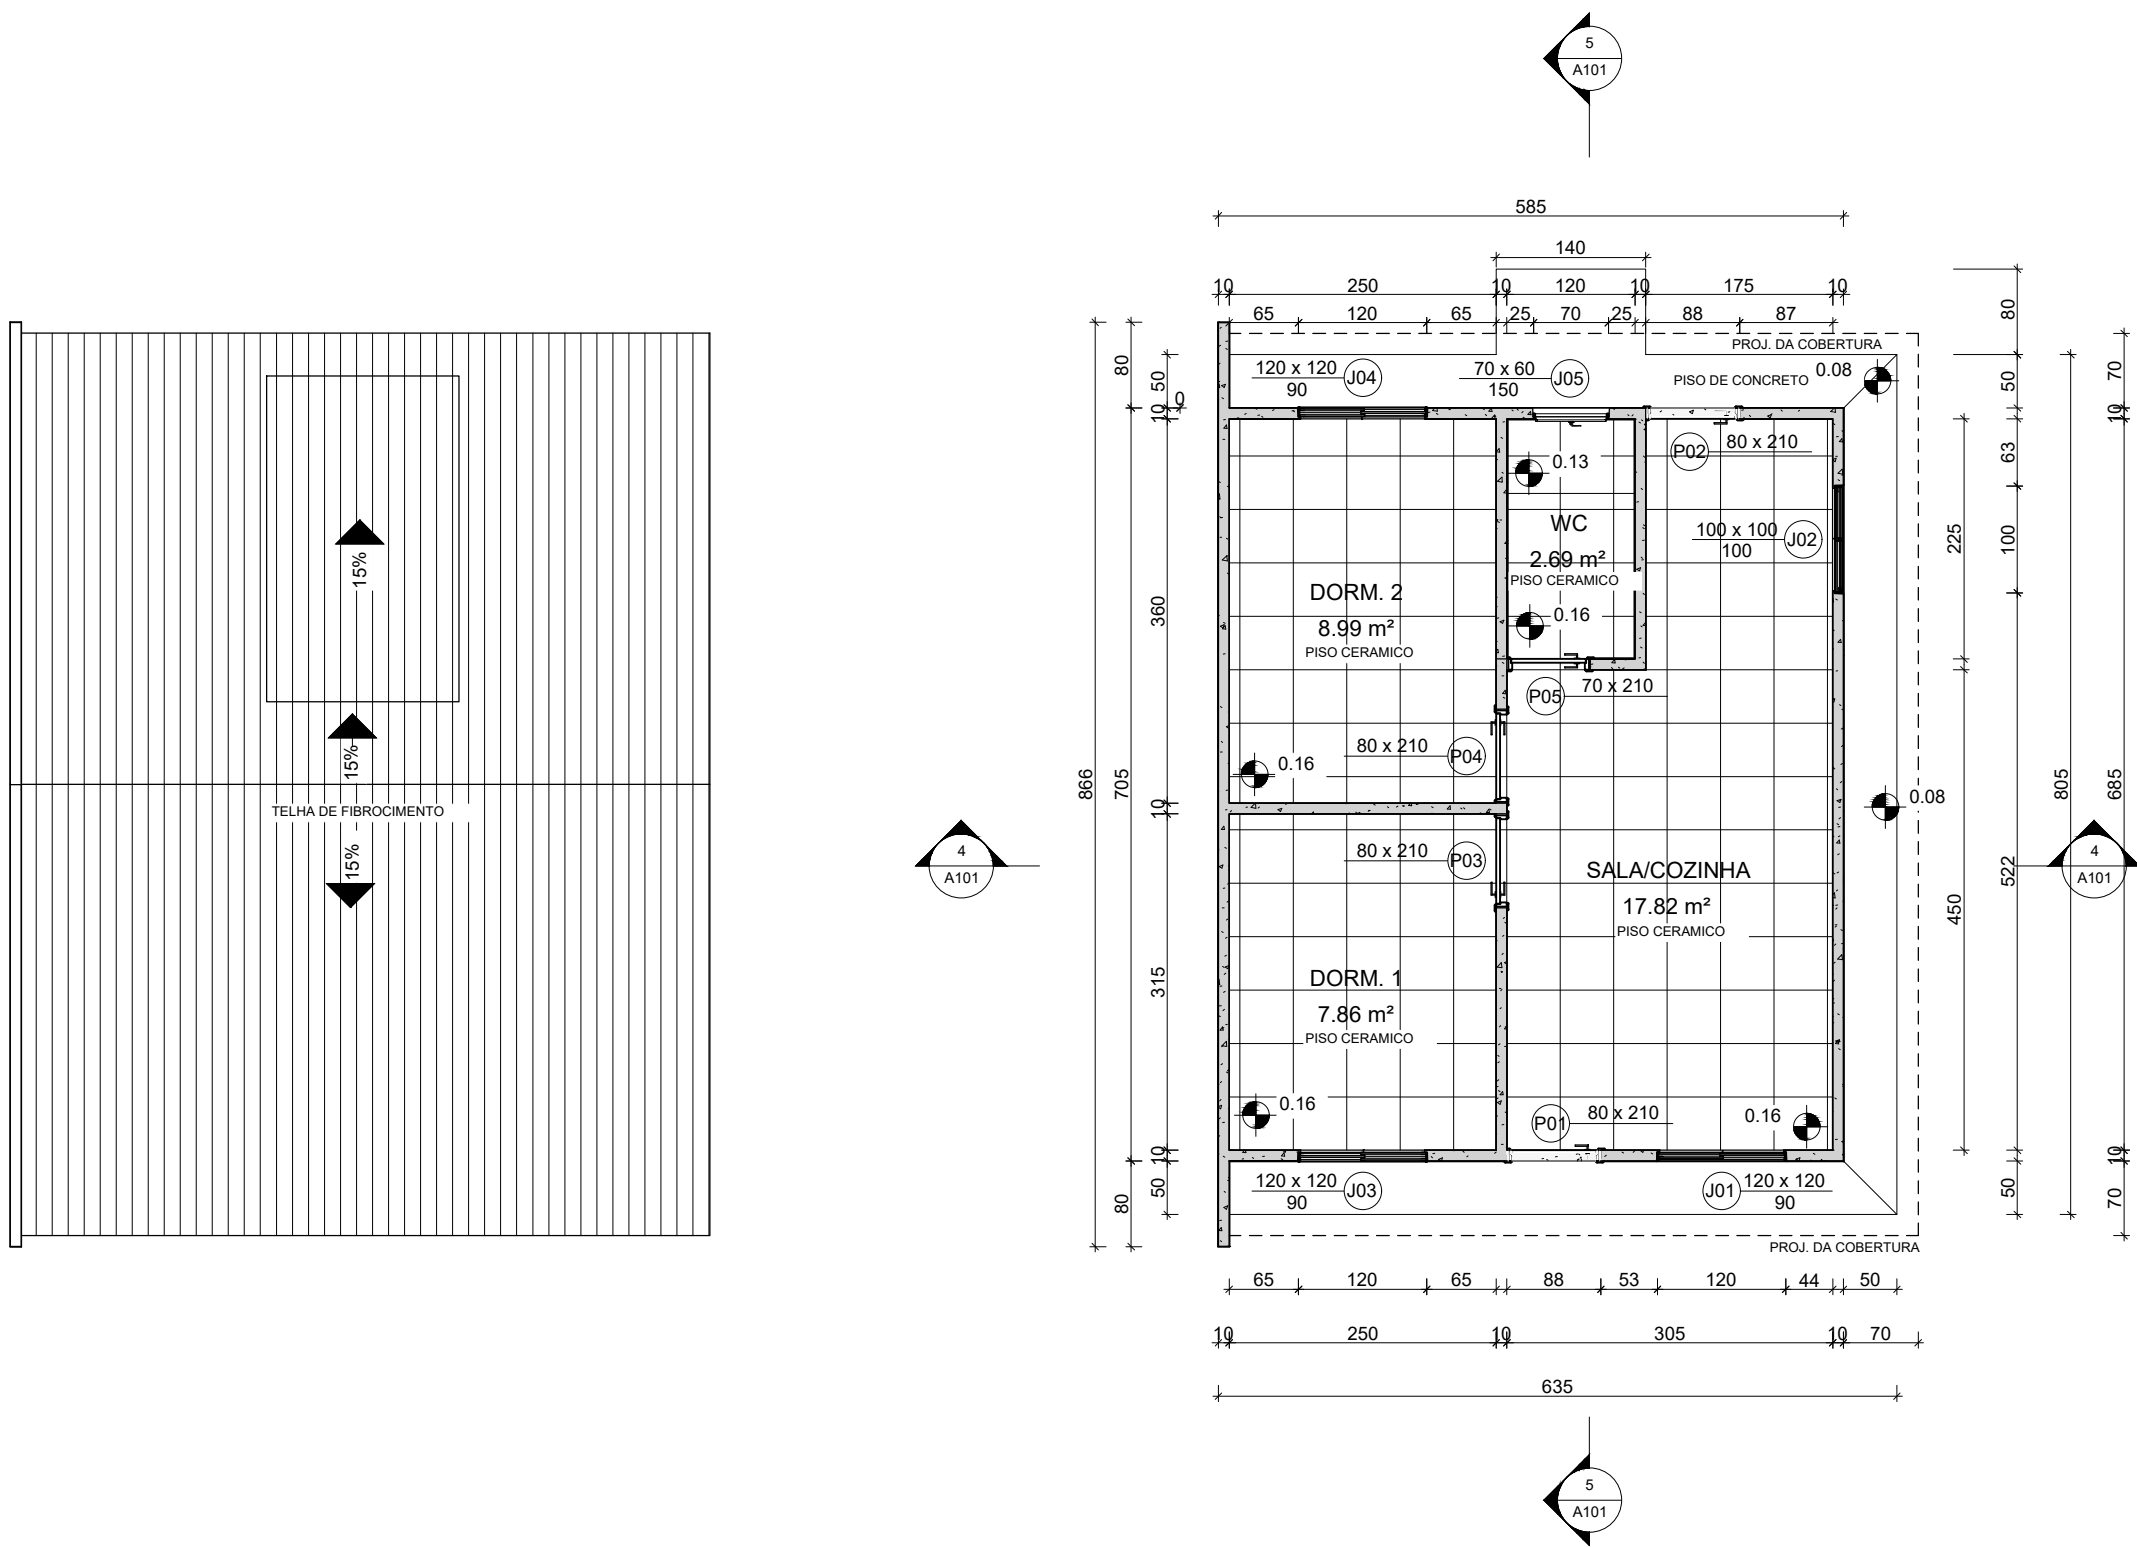 5
A101
585
140
10 250 10 120 10 175 10
65 120 65 25 70 25 88 87
80
PROJ. DA COBERTURA
80
50
10
0
120 x 120
90
J04
70 x 60
150
J05
PISO DE CONCRETO
0.08
50
70
10
P02
80 x 210
63
0.13
WC
2.69 m²
PISO CERAMICO
0.16
100 x 100
100
J02
225
100
15%
DORM. 2
8.99 m²
PISO CERAMICO
360
P05
70 x 210
15%
80 x 210
P04
0.16
866
705
10
TELHA DE FIBROCIMENTO
15%
0.08
805
685
4
A101
80 x 210
P03
SALA/COZINHA
17.82 m²
PISO CERAMICO
450
522
4
A101
315
DORM. 1
7.86 m²
PISO CERAMICO
0.16
P01
80 x 210
0.16
10
50
80
120 x 120
90
J03
J01
120 x 120
90
10
50
70
PROJ. DA COBERTURA
65 120 65 88 53 120 44 50
10 250 10 305 10 70
635
5
A101